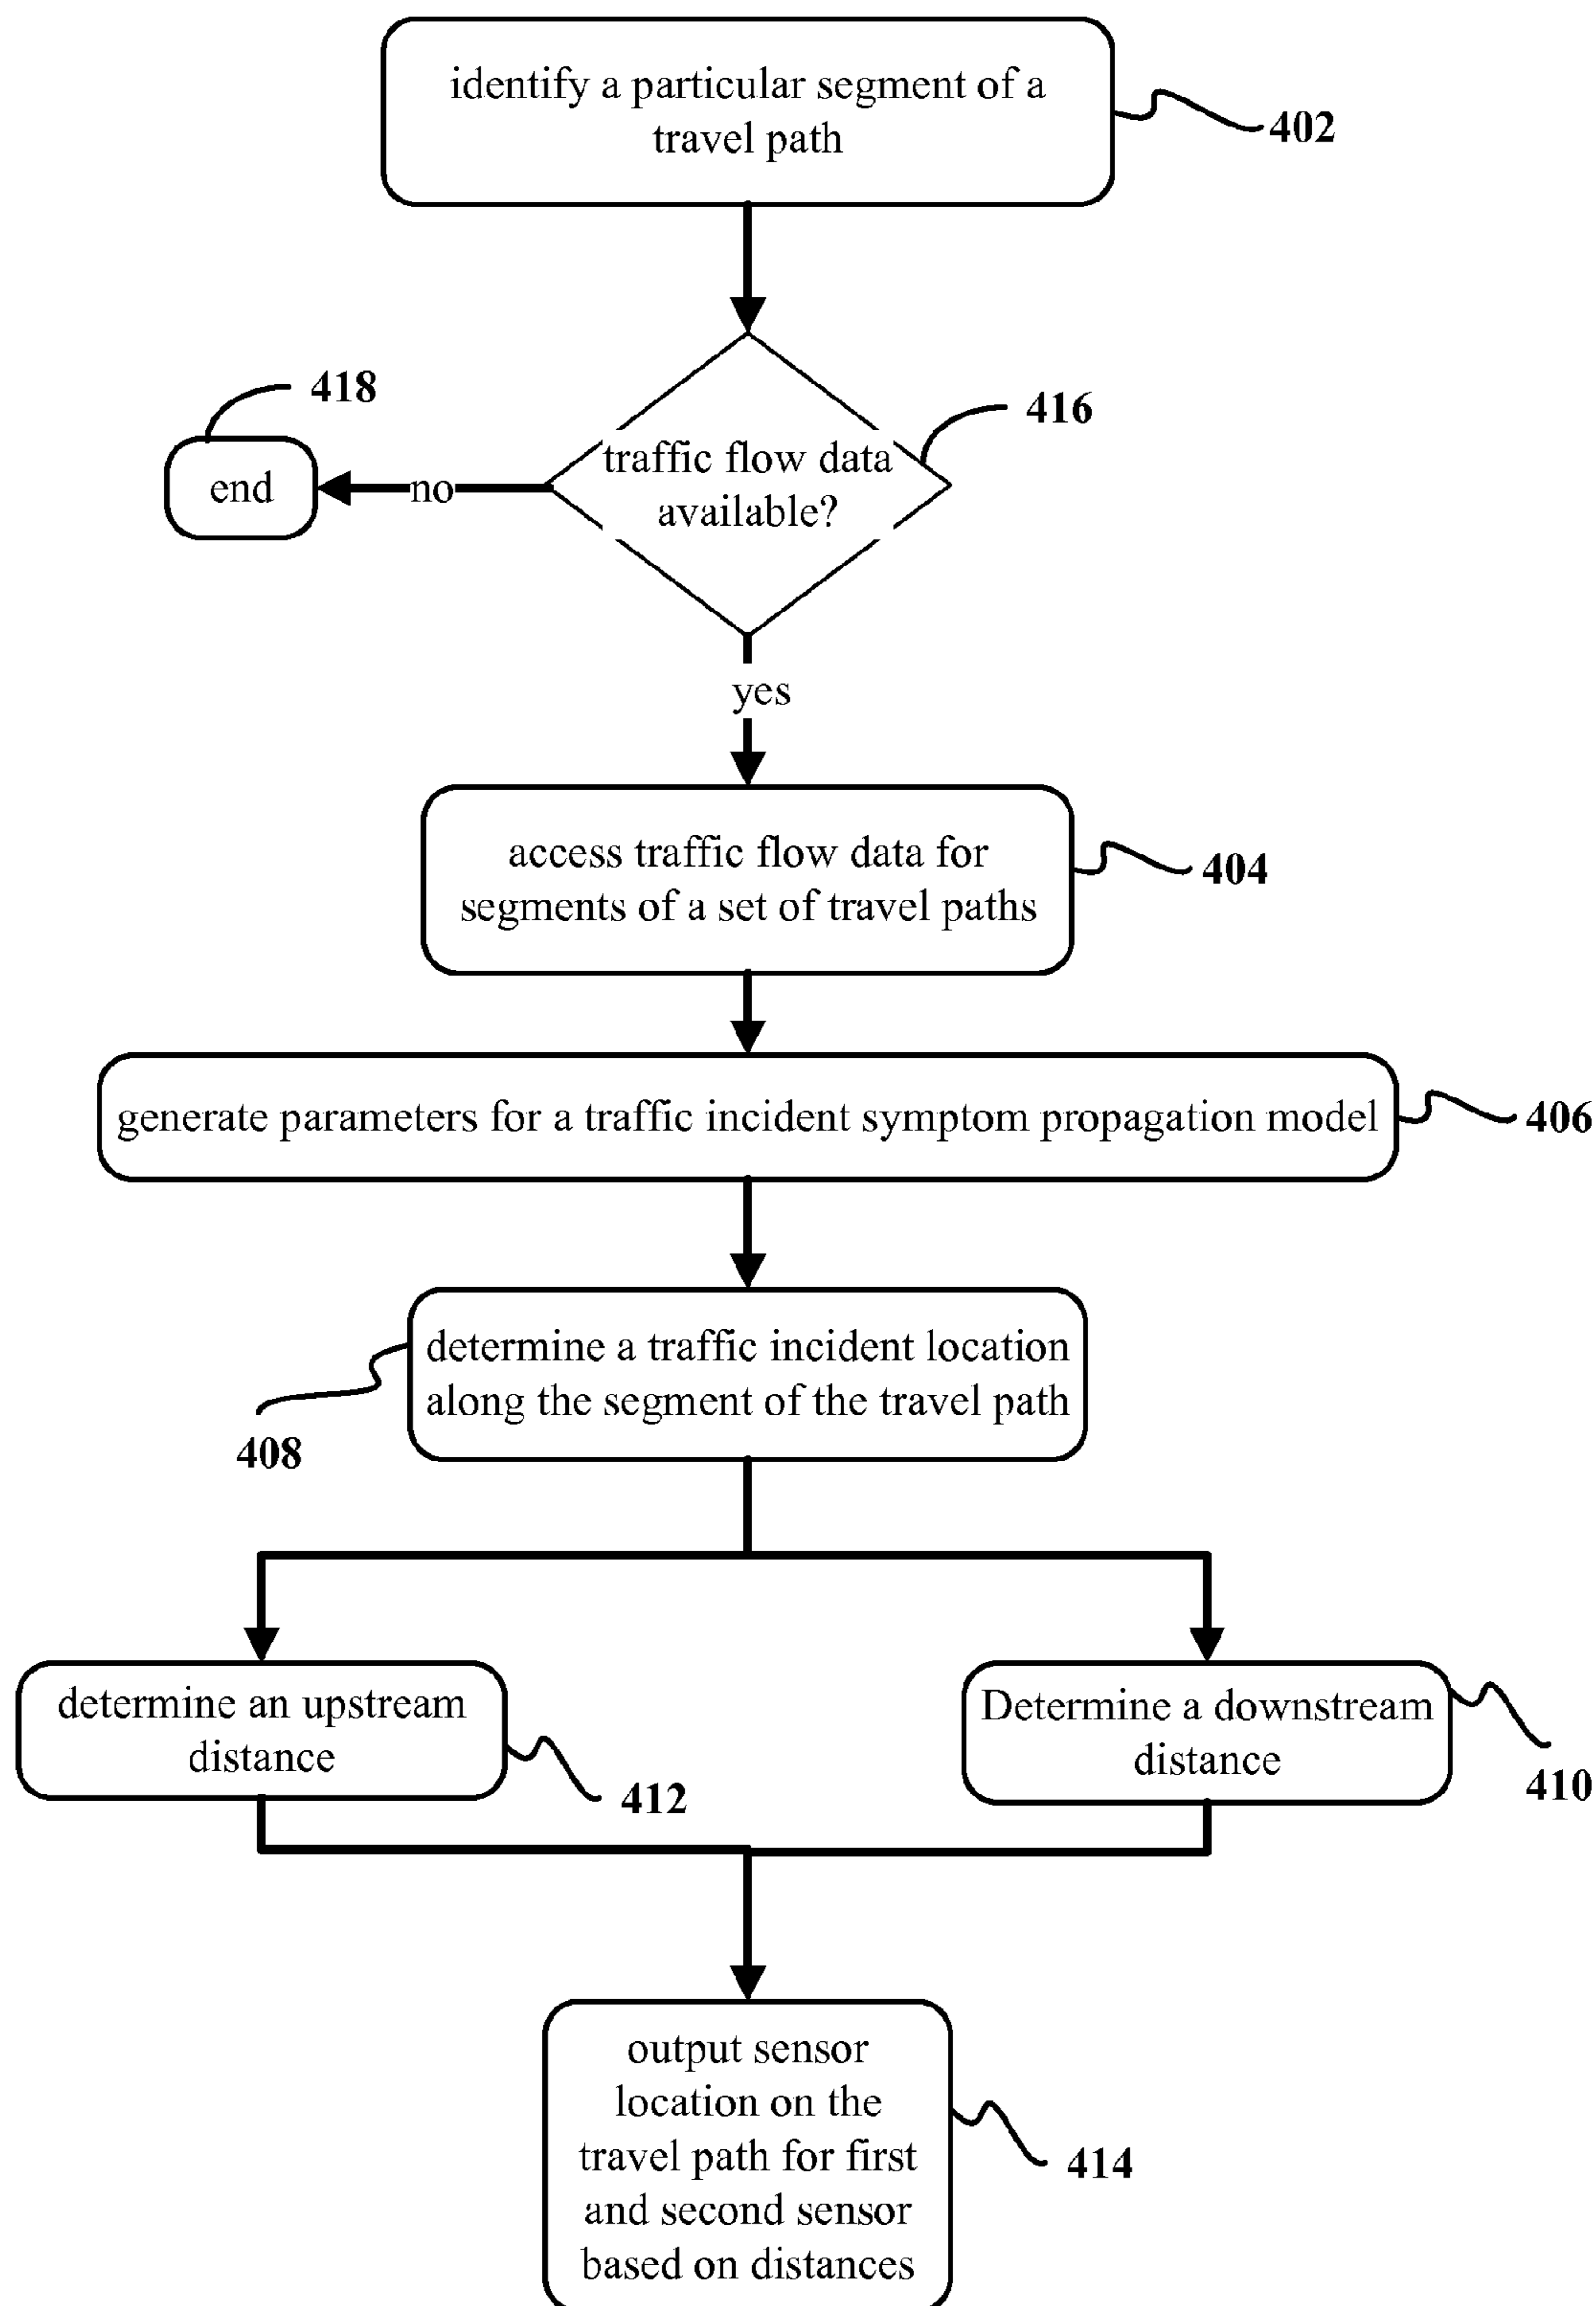 identify a particular segment of a
travel path
402
418
416
traffic flow data
available?
end
no
yes
access traffic flow data for
segments of a set of travel paths
404
generate parameters for a traffic incident symptom propagation model
406
determine a traffic incident location
along the segment of the travel path
408
determine an upstream
distance
412
Determine a downstream
distance
410
output sensor
location on the
travel path for first
and second sensor
based on distances
414